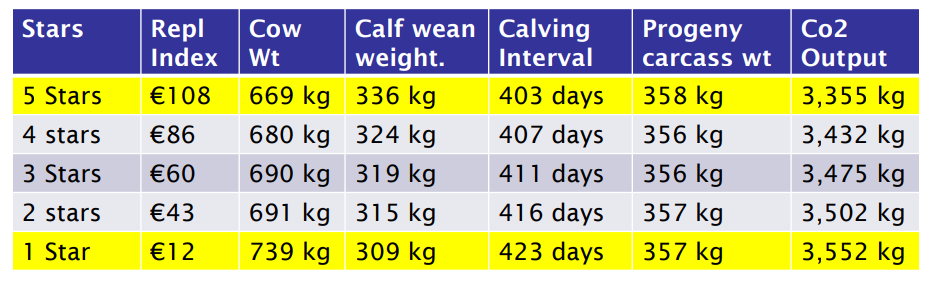 Stars Repl Index Cow Wt Calf wean weight. Calving Interval Progeny carcass wt Co2 Output
5 Stars €108 669 kg 336 kg 403 days 358 kg 3,355 kg
4 stars €86 680 kg 324 kg 407 days 356 kg 3,432 kg
3 Stars €60 690 kg 319 kg 411 days 356 kg 3,475 kg
2 stars €43 691 kg 315 kg 416 days 357 kg 3,502 kg
1 Star €12 739 kg 309 kg 423 days 357 kg 3,552 kg